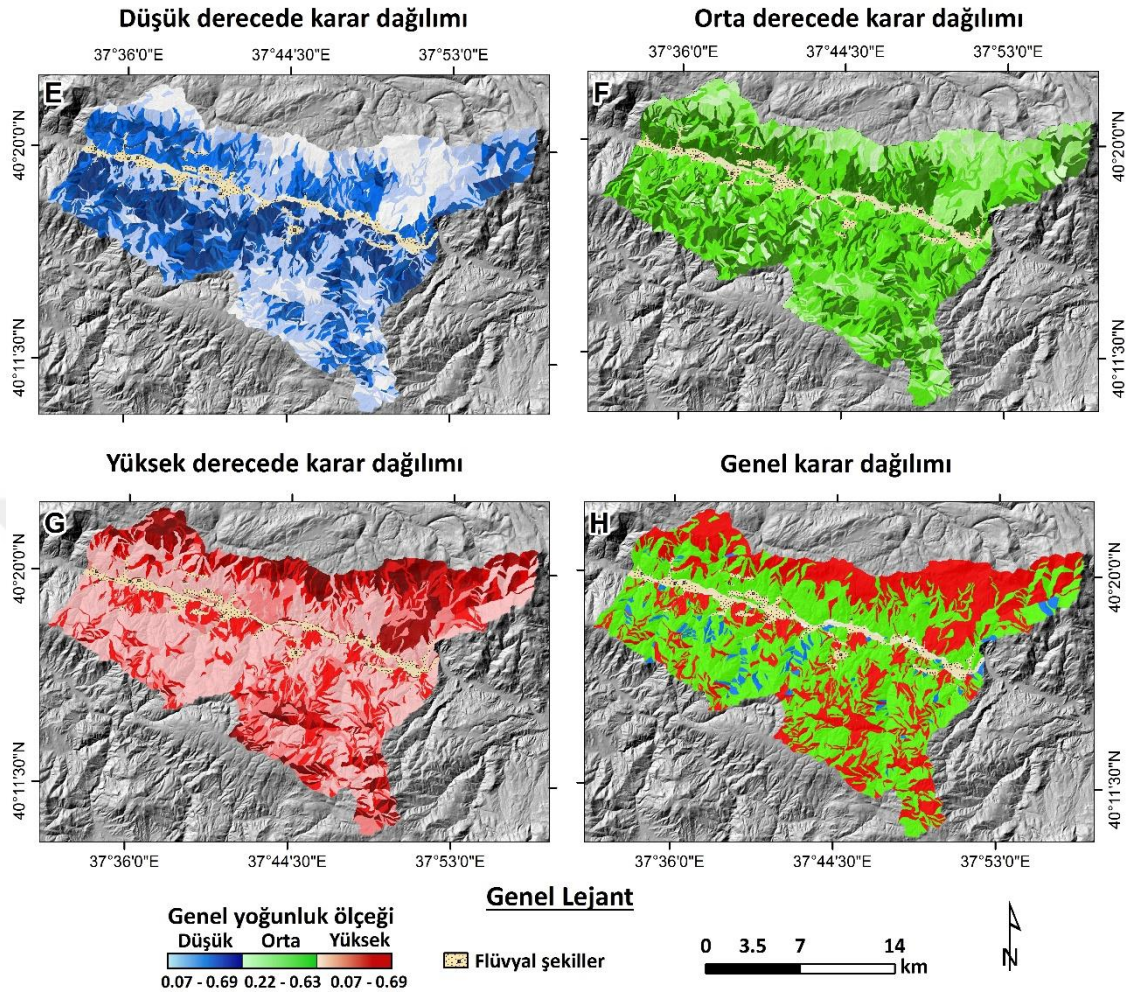 Düşük derecede karar dağılımı
Orta derecede karar dağılımı
37°36'0"E 37°44'30"E 37°53'0"E
37°36'0"E 37°44'30"E 37°53'0"E
E
F
40°20'0"N
40°20'0"N
40°11'30"N
40°11'30"N
Yüksek derecede karar dağılımı
Genel karar dağılımı
G
H
40°20'0"N
40°20'0"N
40°11'30"N
40°11'30"N
37°36'0"E 37°44'30"E 37°53'0"E
37°36'0"E 37°44'30"E 37°53'0"E
Genel Lejant
Genel yoğunluk ölçeği
Düşük Orta Yüksek
0.07 - 0.69 0.22 - 0.63 0.07 - 0.69
Flüvyal şekiller
0 3.5 7 14
km
N